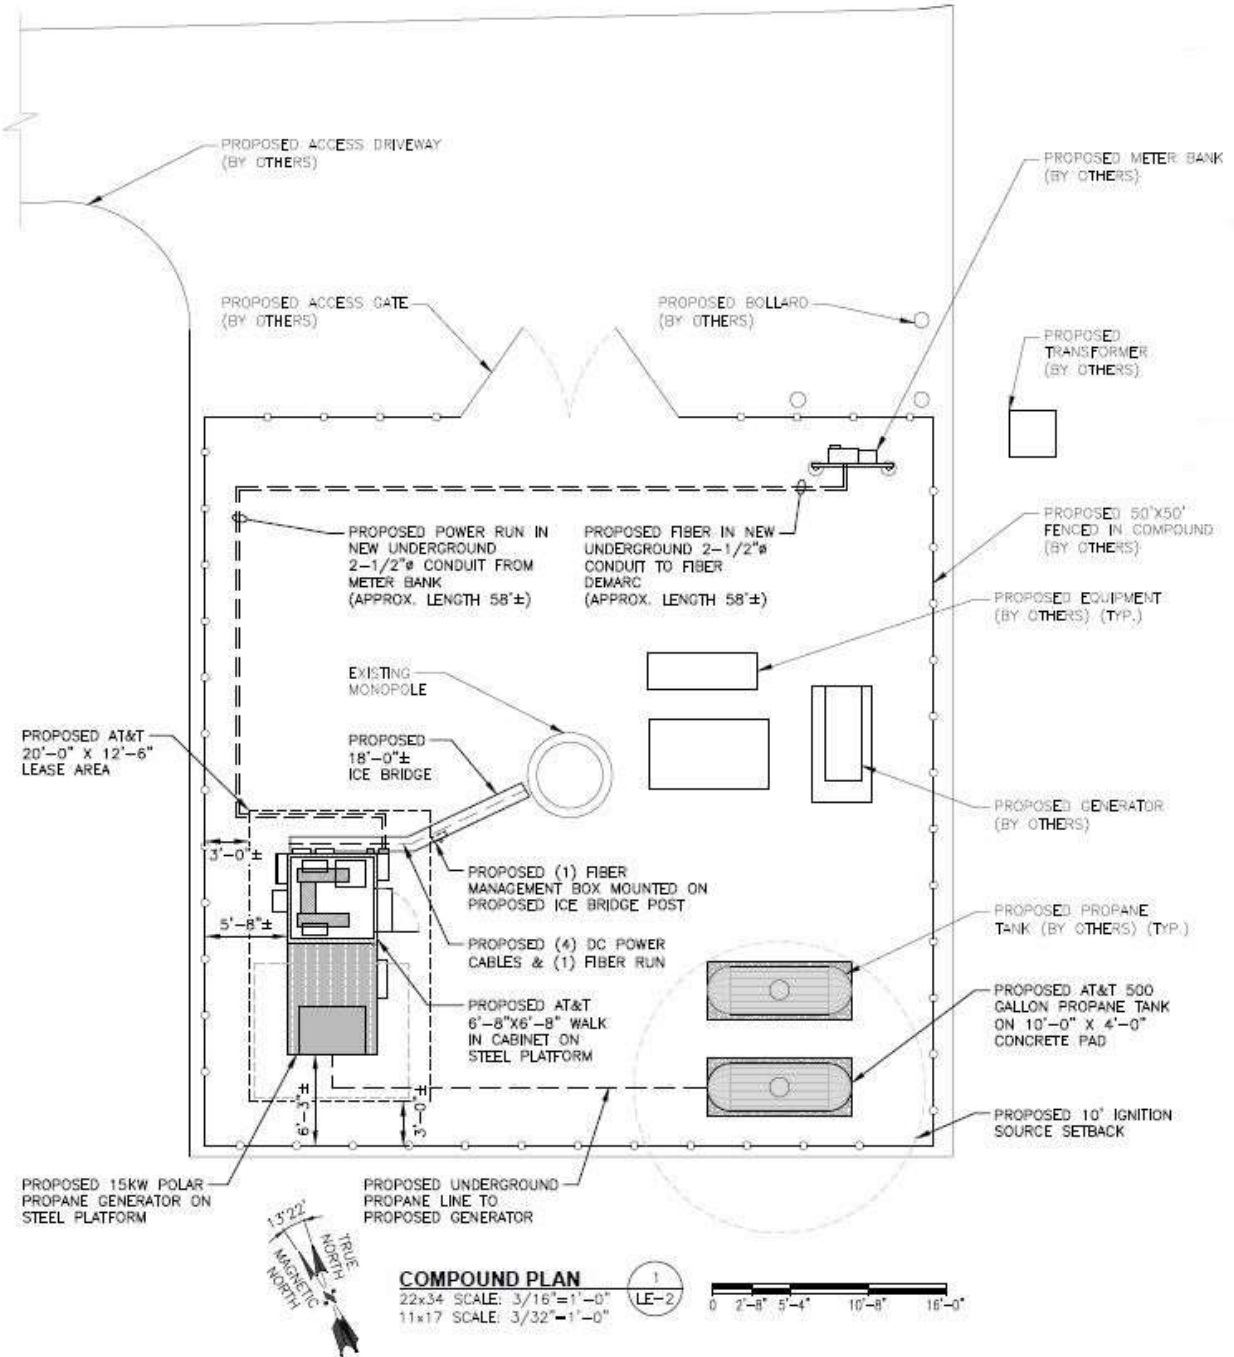 PROPOSED ACCESS DRIVEWAY
(BY OTHERS)
PROPOSED METER BANK
(BY OTHERS)
PROPOSED ACCESS GATE
(BY OTHERS)
PROPOSED BOLLARD
(BY OTHERS)
PROPOSED
TRANSFORMER
(BY OTHERS)
PROPOSED POWER RUN IN
NEW UNDERGROUND
2-1/2"ø CONDUIT FROM
METER BANK
(APPROX. LENGTH 58'±)
PROPOSED FIBER IN NEW
UNDERGROUND 2-1/2"ø
CONDUIT TO FIBER
DEMARC
(APPROX. LENGTH 58'±)
PROPOSED 50'X50'
FENCED IN COMPOUND
(BY OTHERS)
PROPOSED EQUIPMENT
(BY OTHERS) (TYP.)
EXISTING
MONOPOLE
PROPOSED AT&T
20'-0" X 12'-6"
LEASE AREA
PROPOSED
18'-0"±
ICE BRIDGE
PROPOSED GENERATOR
(BY OTHERS)
3'-0"±
PROPOSED (1) FIBER
MANAGEMENT BOX MOUNTED ON
PROPOSED ICE BRIDGE POST
5'-8"±
PROPOSED (4) DC POWER
CABLES & (1) FIBER RUN
PROPOSED PROPANE
TANK (BY OTHERS) (TYP.)
PROPOSED AT&T
6'-8"X6'-8" WALK
IN CABINET ON
STEEL PLATFORM
PROPOSED AT&T 500
GALLON PROPANE TANK
ON 10'-0" X 4'-0"
CONCRETE PAD
6'-3"±
3'-0"±
PROPOSED 10' IGNITION
SOURCE SETBACK
PROPOSED 15KW POLAR
PROPANE GENERATOR ON
STEEL PLATFORM
PROPOSED UNDERGROUND
PROPANE LINE TO
PROPOSED GENERATOR
13°22'
TRUE
NORTH
MAGNETIC
NORTH
COMPOUND PLAN
22x34 SCALE: 3/16"=1'-0"
11x17 SCALE: 3/32"=1'-0"
1
LE-2
0 2'-8" 5'-4" 10'-8" 16'-0"